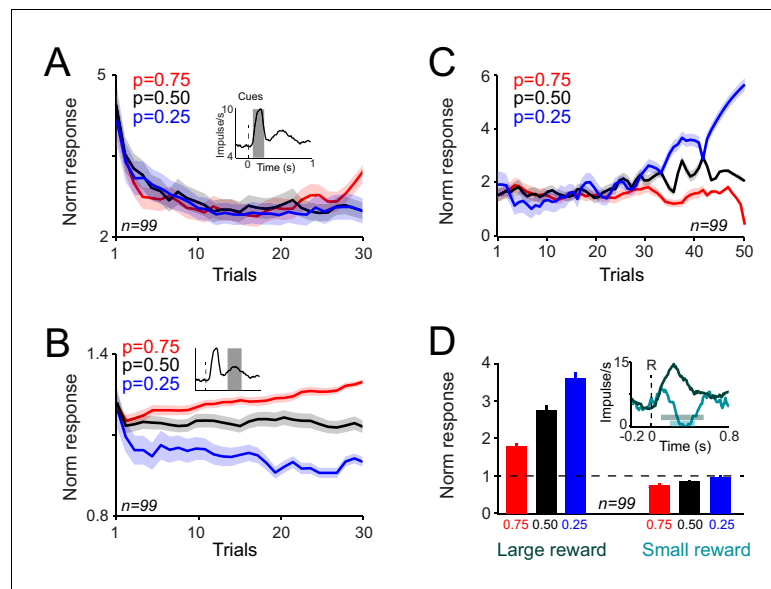 A
5
p=0.75
p=0.50
p=0.25
Cues
10
Impulse/s
4
0 Time (s) 1
Norm response
2
n=99
1 10 20 30
Trials
C
6
p=0.75
p=0.50
p=0.25
4
Norm response
2
0
n=99
1 10 20 30 40 50
Trials
B
1.4
p=0.75
p=0.50
p=0.25
Norm response
0.8
n=99
1 10 20 30
Trials
D
4
3
2
1
0
Norm response
R
15
Impulse/s
0
-0.2 0 0.8
Time (s)
n=99
0.75 0.50 0.25 0.75 0.50 0.25
Large reward Small reward